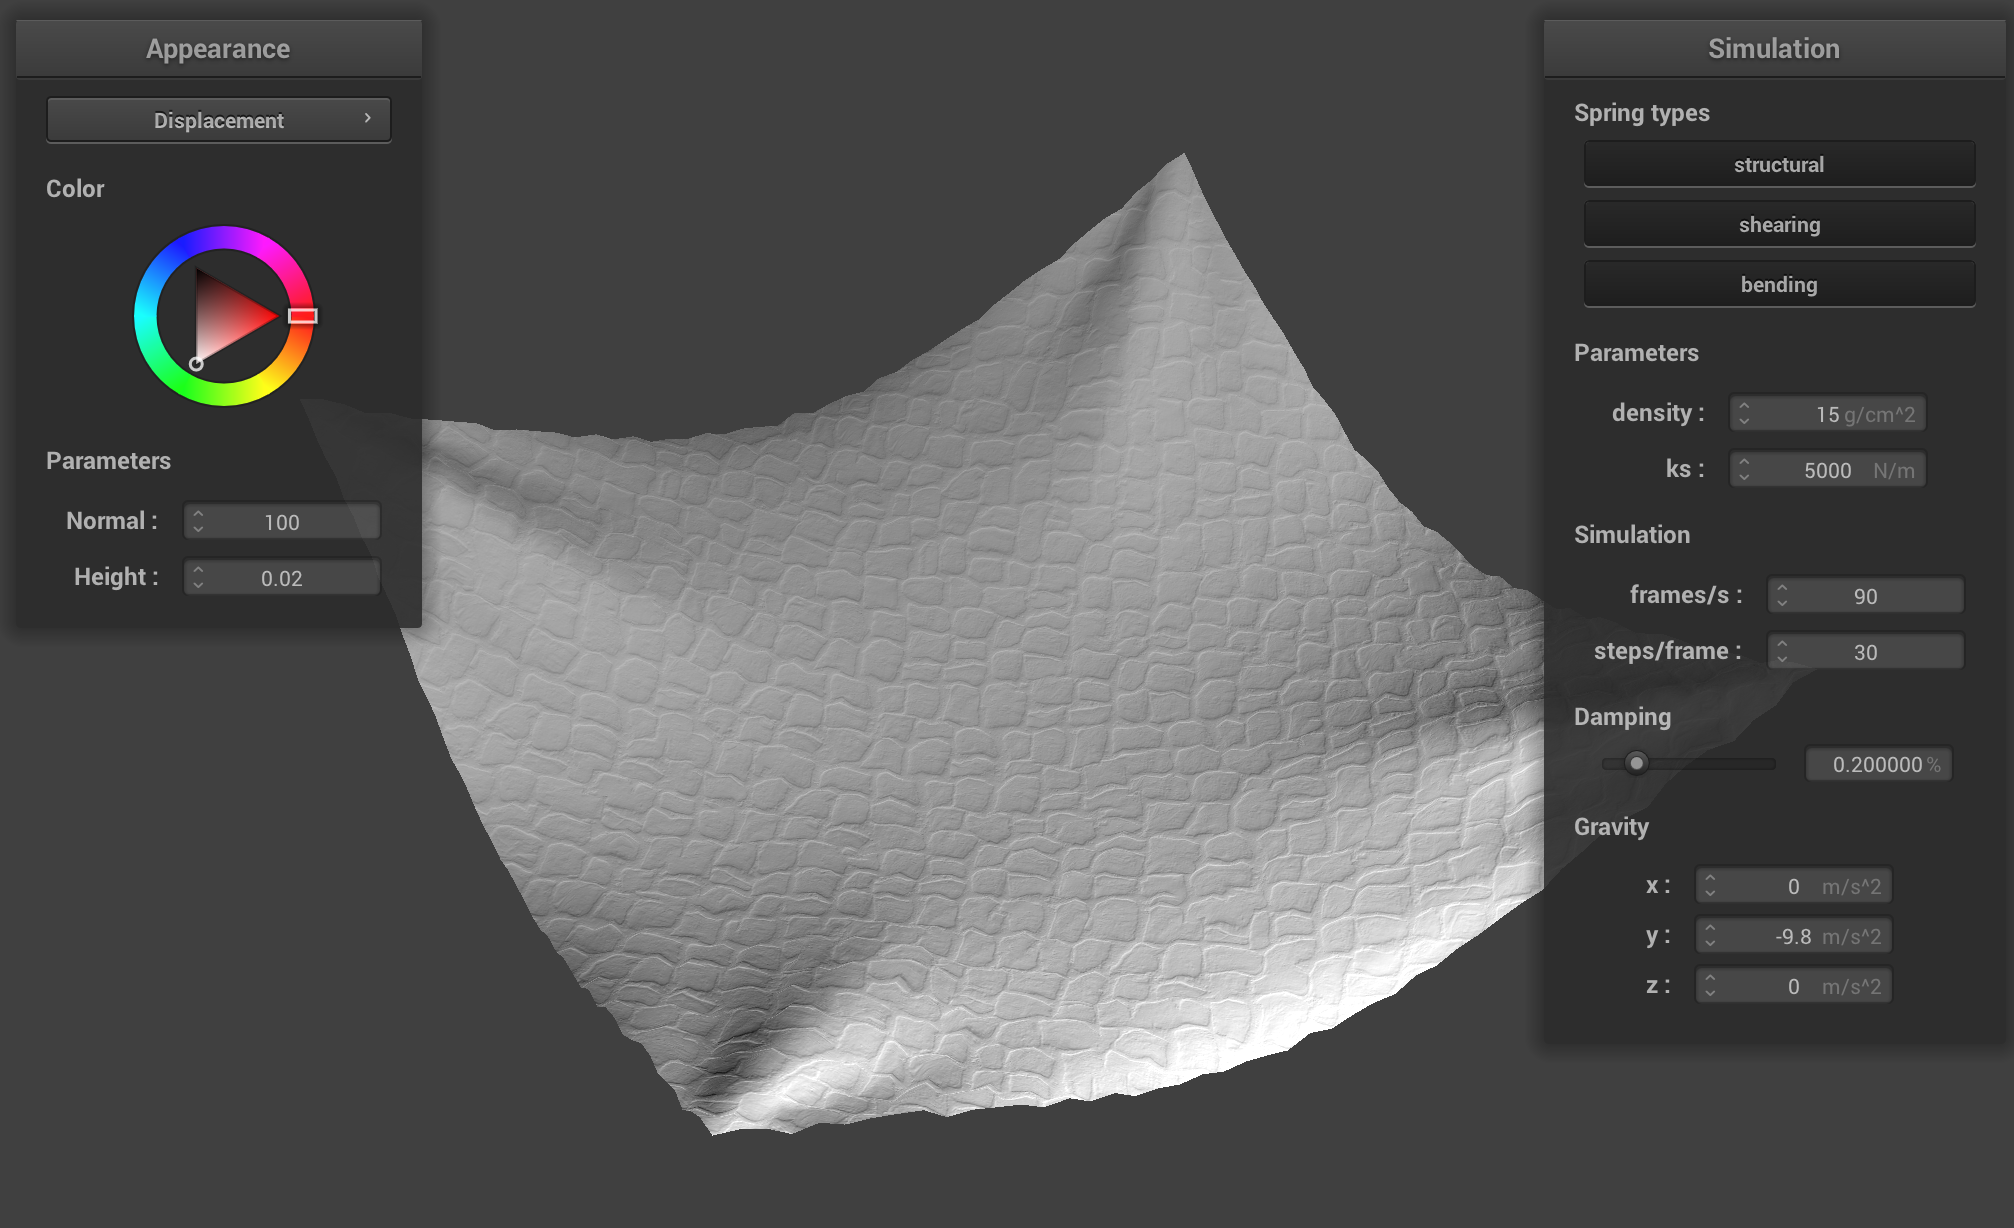 Appearance
Displacement
Color
Parameters
Normal : 100
Height : 0.02
Simulation
Spring types
structural
shearing
bending
Parameters
density : 15 g/cm^2
ks : 5000 N/m
Simulation
frames/s : 90
steps/frame : 30
Damping
0.200000 %
Gravity
x : 0 m/s^2
y : -9.8 m/s^2
z : 0 m/s^2